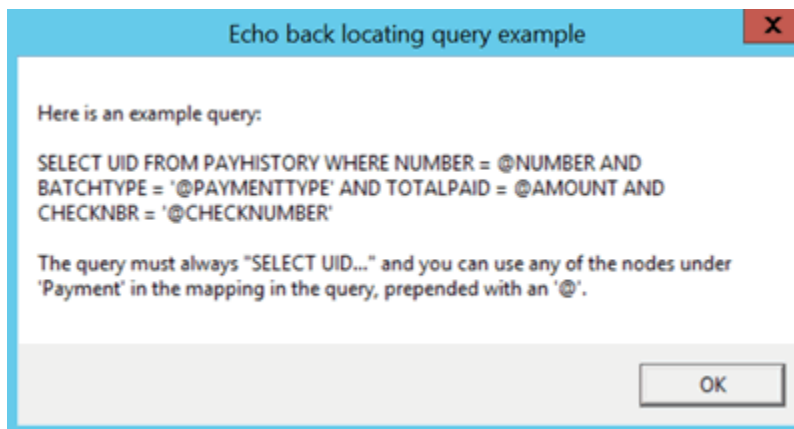 Echo back locating query example
X
Here is an example query:
SELECT UID FROM PAYHISTORY WHERE NUMBER = @NUMBER AND
BATCHTYPE = '@PAYMENTTYPE' AND TOTALPAID = @AMOUNT AND
CHECKNBR = '@CHECKNUMBER'
The query must always "SELECT UID..." and you can use any of the nodes under
'Payment' in the mapping in the query, prepended with an '@'.
OK